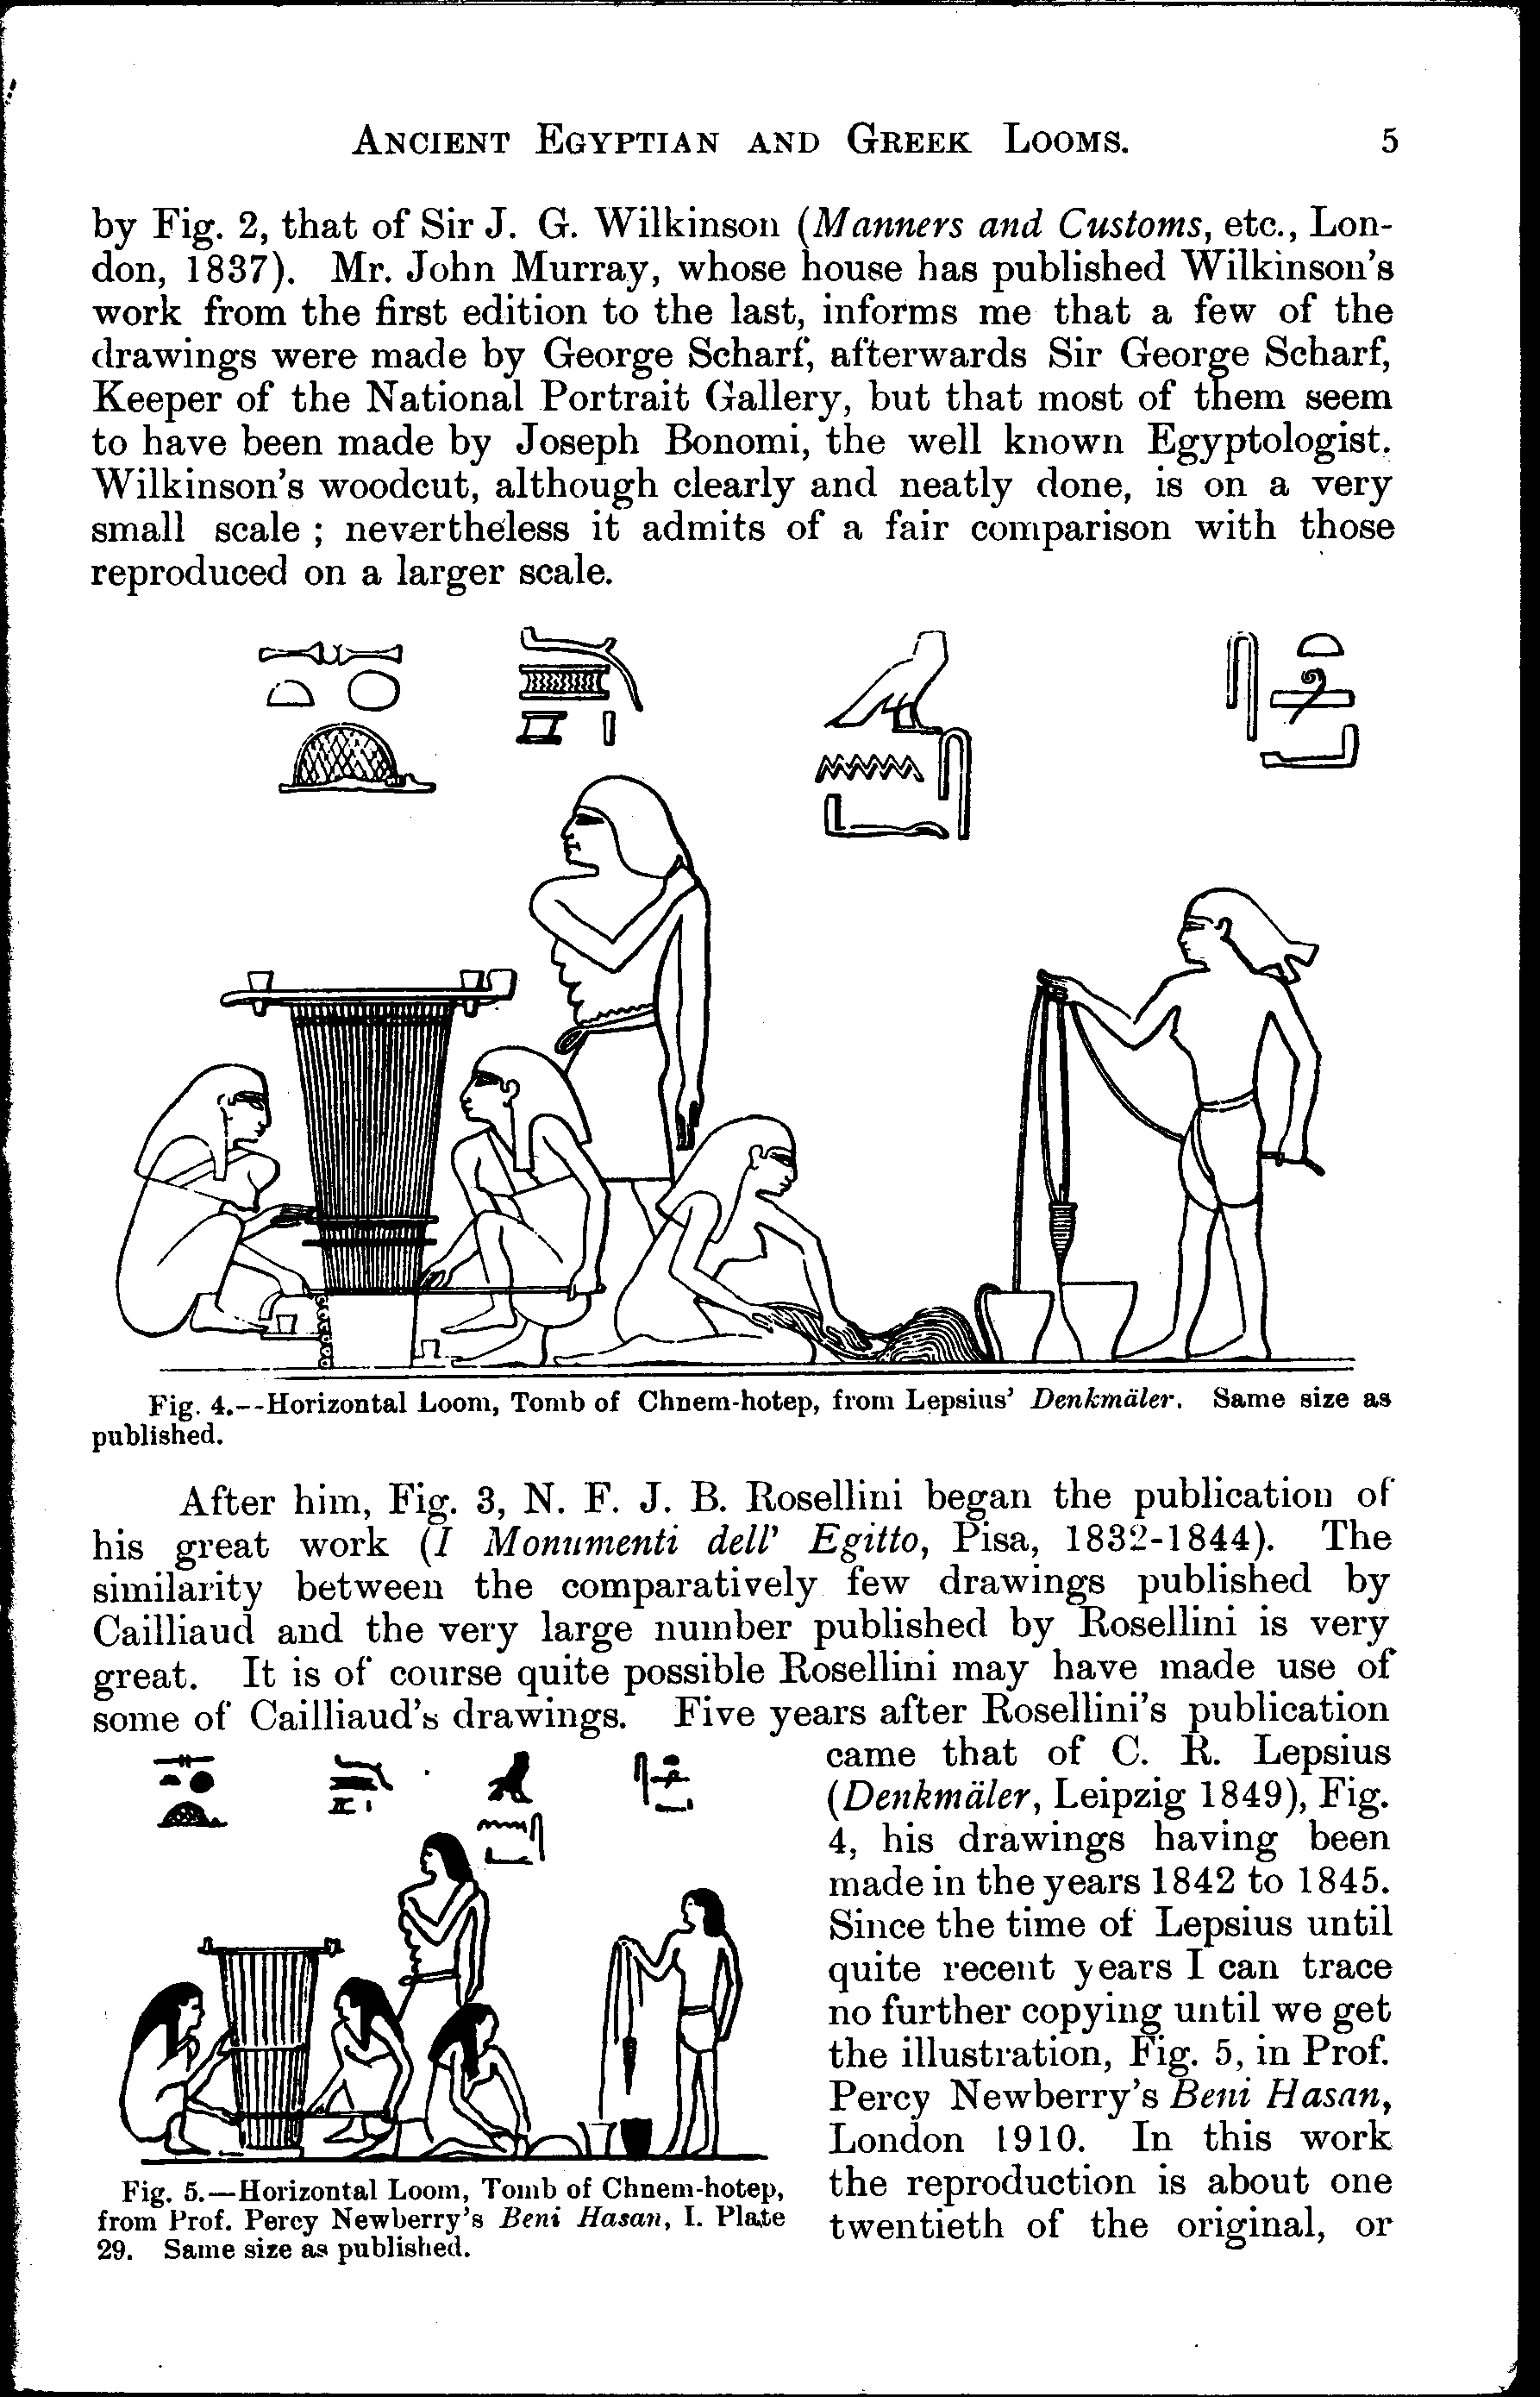 ANCIENT EGYPTIAN AND GREEK LOOMS. 5
by Fig. 2, that of Sir J. G. Wilkinson (Manners and Customs, etc., Lon-
don, 1837). Mr. John Murray, whose house has published Wilkinson's
work from the first edition to the last, informs me that a few of the
drawings were made by George Scharf, afterwards Sir George Scharf,
Keeper of the National Portrait Gallery, but that most of them seem
to have been made by Joseph Bonomi, the well known Egyptologist.
Wilkinson's woodcut, although clearly and neatly done, is on a very
small scale ; nevertheless it admits of a fair comparison with those
reproduced on a larger scale.
Fig. 4.--Horizontal Loom, Tomb of Chnem-hotep, from Lepsius' Denkmäler. Same size as
published.
After him, Fig. 3, N. F. J. B. Rosellini began the publication of
his great work (I Monumenti dell' Egitto, Pisa, 1832-1844). The
similarity between the comparatively few drawings published by
Cailliaud and the very large number published by Rosellini is very
great. It is of course quite possible Rosellini may have made use of
some of Cailliaud's drawings. Five years after Rosellini's publication
came that of C. R. Lepsius
(Denkmäler, Leipzig 1849), Fig.
4, his drawings having been
made in the years 1842 to 1845.
Since the time of Lepsius until
quite recent years I can trace
no further copying until we get
the illustration, Fig. 5, in Prof.
Percy Newberry's Beni Hasan,
London 1910. In this work
the reproduction is about one
twentieth of the original, or
Fig. 5.—Horizontal Loom, Tomb of Chnem-hotep,
from Prof. Percy Newberry's Beni Hasan, I. Plate
29. Same size as published.